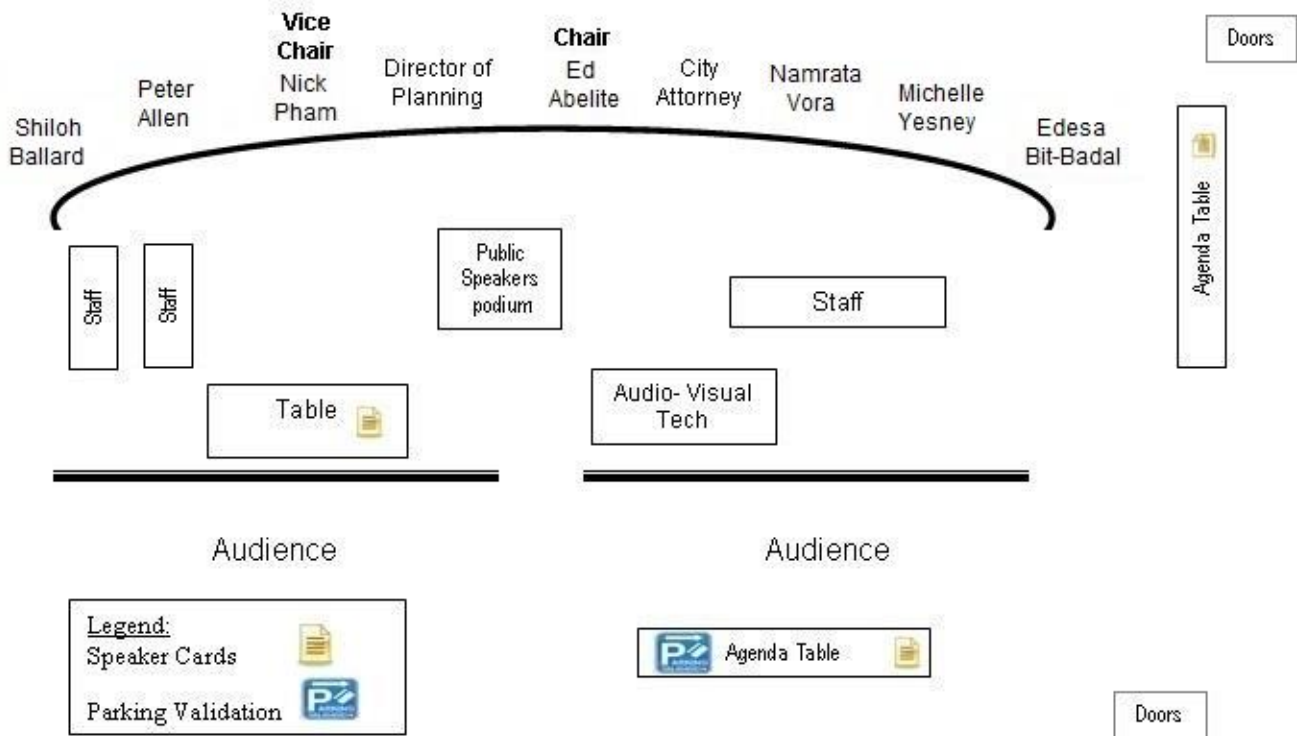 Vice
Chair
Nick
Pham
Chair
Ed
Abelite
Doors
Director of
Planning
City
Attorney
Peter
Allen
Namrata
Vora
Michelle
Yesney
Shiloh
Ballard
Edesa
Bit-Badal
Agenda Table
Staff
Staff
Public
Speakers
podium
Staff
Table
Audio- Visual
Tech
Audience
Audience
Legend:
Speaker Cards
Parking Validation
P
Agenda Table
P
Doors